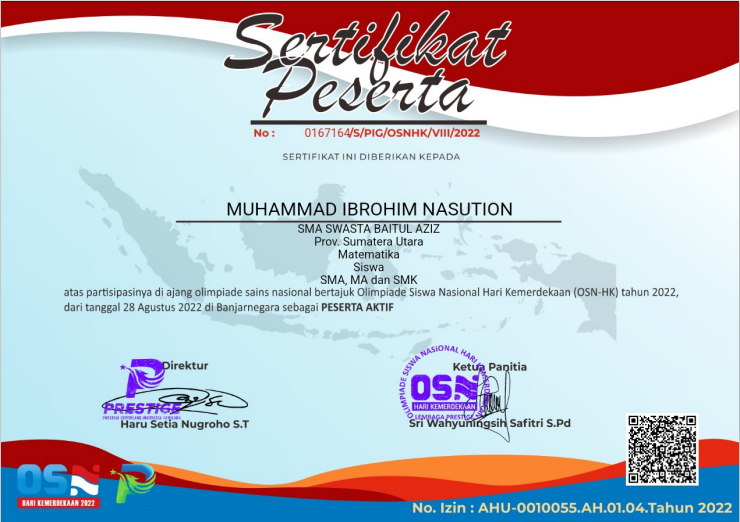 Sertifikat
Peserta
No : 0167164/S/PIG/OSNHK/VIII/2022
SERTIFIKAT INI DIBERIKAN KEPADA
MUHAMMAD IBROHIM NASUTION
SMA SWASTA BAITUL AZIZ
Prov. Sumatera Utara
Matematika
Siswa
SMA, MA dan SMK
atas partisipasinya di ajang olimpiade sains nasional bertajuk Olimpiade Siswa Nasional Hari Kemerdekaan (OSN-HK) tahun 2022,
dari tanggal 28 Agustus 2022 di Banjarnegara sebagai PESERTA AKTIF
Direktur
PRESTIGE
Haru Setia Nugroho S.T
Ketua Panitia
OLIMPIADE SISWA NASIONAL HARI KEMERDEKAAN
OSN
HARI KEMERDEKAAN
LEMBAGA PRESTIGE
Sri Wahyuningsih Safitri S.Pd
OSN
HARI KEMERDEKAAN 2022
No. Izin : AHU-0010055.AH.01.04.Tahun 2022